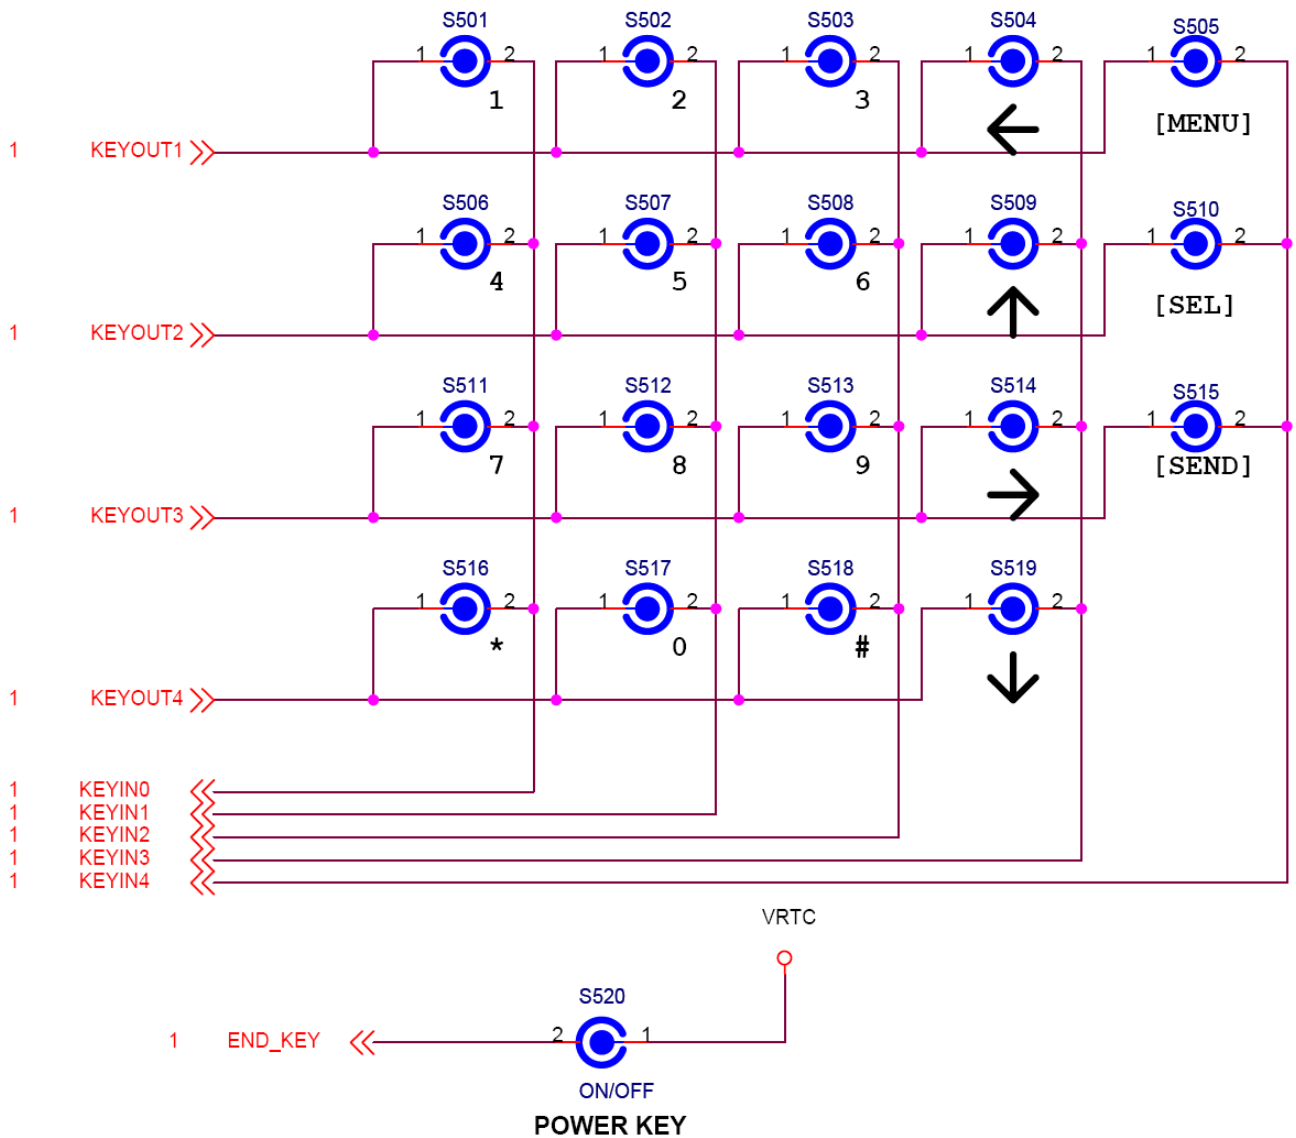 S501 S502 S503 S504 S505
1 2 1 2 1 2 1 2 1 2
1 2 3 [MENU]
1 KEYOUT1
S506 S507 S508 S509 S510
1 2 1 2 1 2 1 2 1 2
4 5 6 [SEL]
1 KEYOUT2
S511 S512 S513 S514 S515
1 2 1 2 1 2 1 2 1 2
7 8 9 [SEND]
1 KEYOUT3
S516 S517 S518 S519
1 2 1 2 1 2 1 2
* 0 #
1 KEYOUT4
1 KEYIN0
1 KEYIN1
1 KEYIN2
1 KEYIN3
1 KEYIN4
VRTC
S520
1 END_KEY 2 1
ON/OFF
POWER KEY